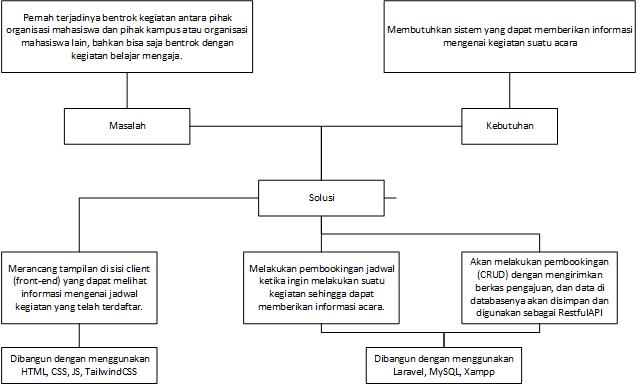 Pernah terjadinya bentrok kegiatan antara pihak
organisasi mahasiswa dan pihak kampus atau organisasi
mahasiswa lain, bahkan bisa saja bentrok dengan
kegiatan belajar mengaja.
Membutuhkan sistem yang dapat memberikan informasi
mengenai kegiatan suatu acara
Masalah
Kebutuhan
Solusi
Merancang tampilan di sisi client
(front-end) yang dapat melihat
informasi mengenai jadwal
kegiatan yang telah terdaftar.
Melakukan pembookingan jadwal
ketika ingin melakukan suatu
kegiatan sehingga dapat
memberikan informasi acara.
Akan melakukan pembookingan
(CRUD) dengan mengirimkan
berkas pengajuan, dan data di
databasenya akan disimpan dan
digunakan sebagai RestfulAPI
Dibangun dengan menggunakan
HTML, CSS, JS, TailwindCSS
Dibangun dengan menggunakan
Laravel, MySQL, Xampp